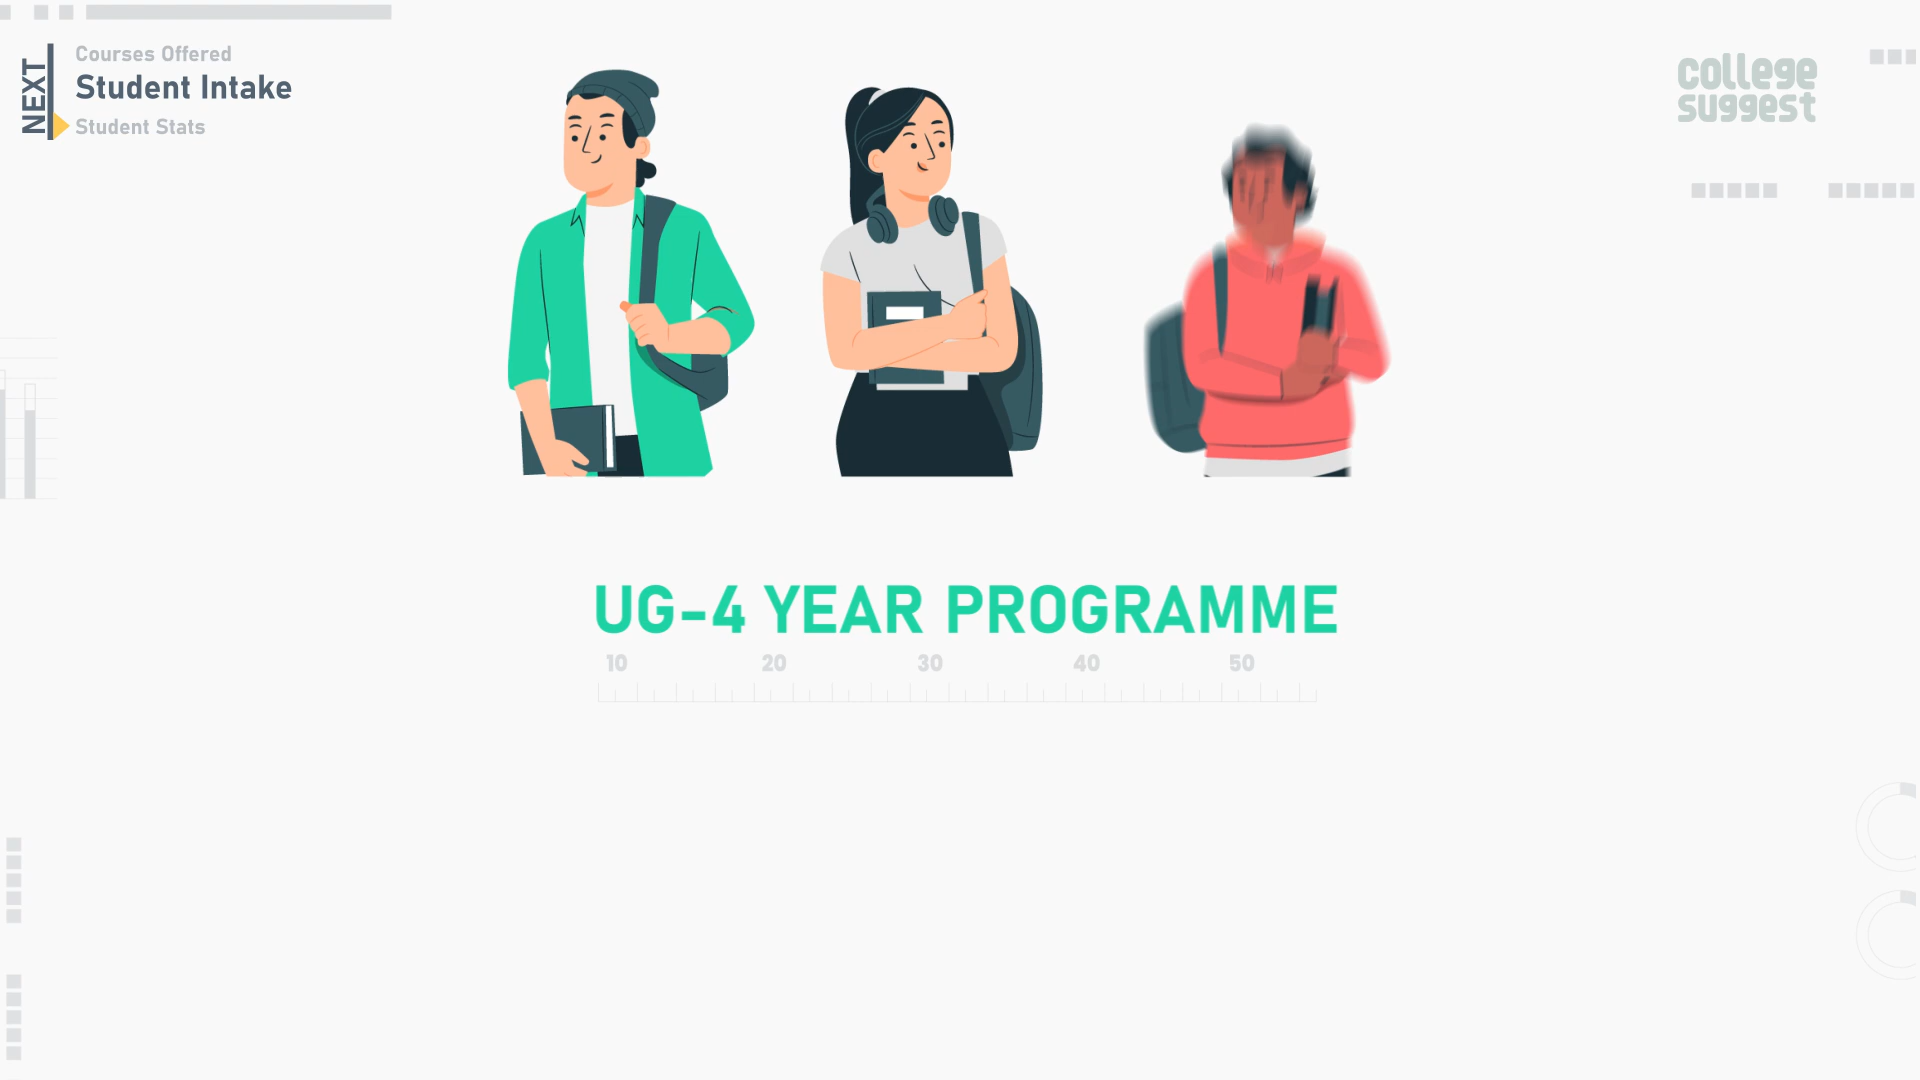 NEXT
Courses Offered
Student Intake
Student Stats
college
suggest
UG-4 YEAR PROGRAMME
10 20 30 40 50